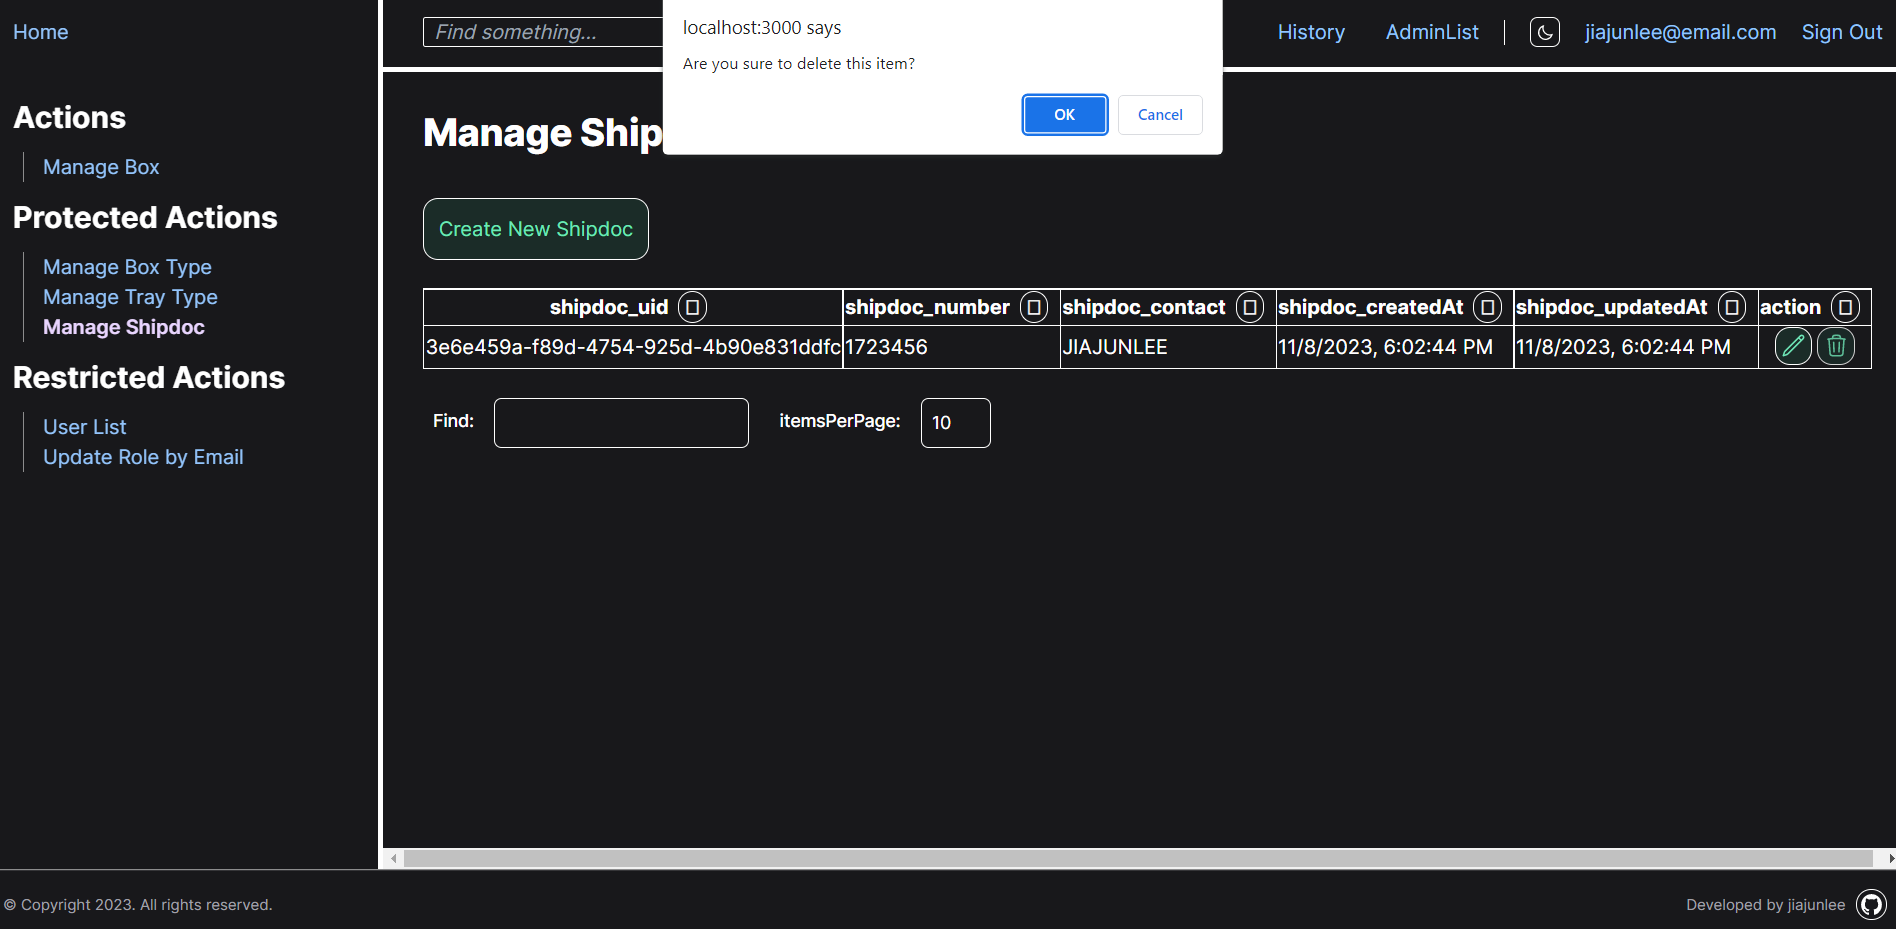 Home
Actions
Manage Box
Protected Actions
Manage Box Type
Manage Tray Type
Manage Shipdoc
Restricted Actions
User List
Update Role by Email
Find something...
localhost:3000 says
Are you sure to delete this item?
OK
Cancel
History
AdminList
jiajunlee@email.com
Sign Out
Manage Ship
Create New Shipdoc
shipdoc_uid shipdoc_number shipdoc_contact shipdoc_createdAt shipdoc_updatedAt action
3e6e459a-f89d-4754-925d-4b90e831ddfc 1723456 JIAJUNLEE 11/8/2023, 6:02:44 PM 11/8/2023, 6:02:44 PM
Find: itemsPerPage: 10
© Copyright 2023. All rights reserved.
Developed by jiajunlee